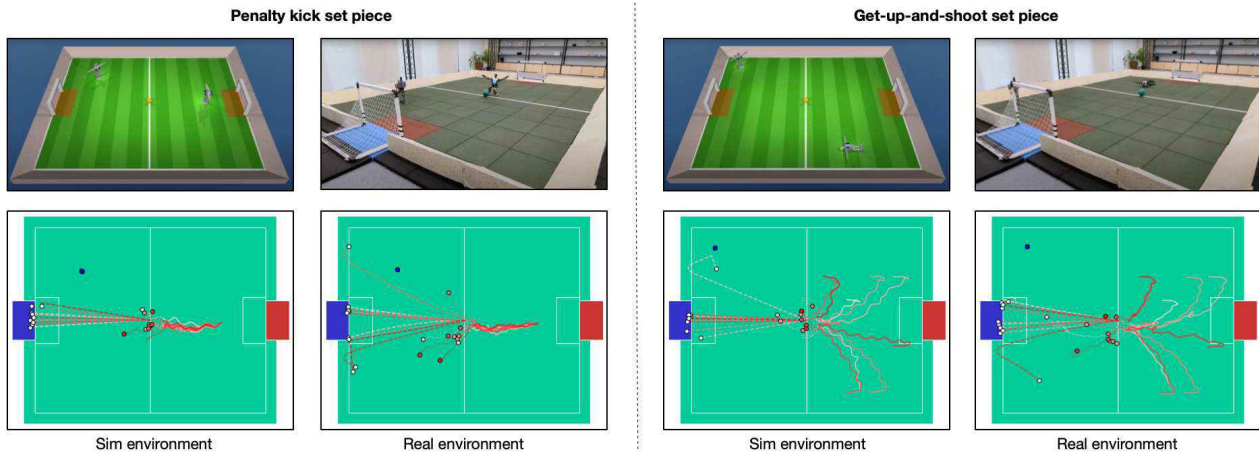 Penalty kick set piece
Get-up-and-shoot set piece
Sim environment
Real environment
Sim environment
Real environment